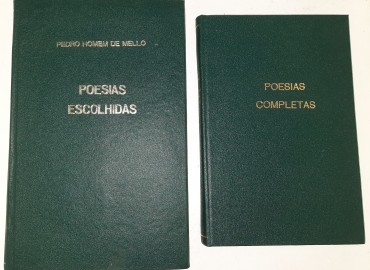 PEDRO HOMEM DE MELLO
POESIAS
ESCOLHIDAS
POESIAS
COMPLETAS